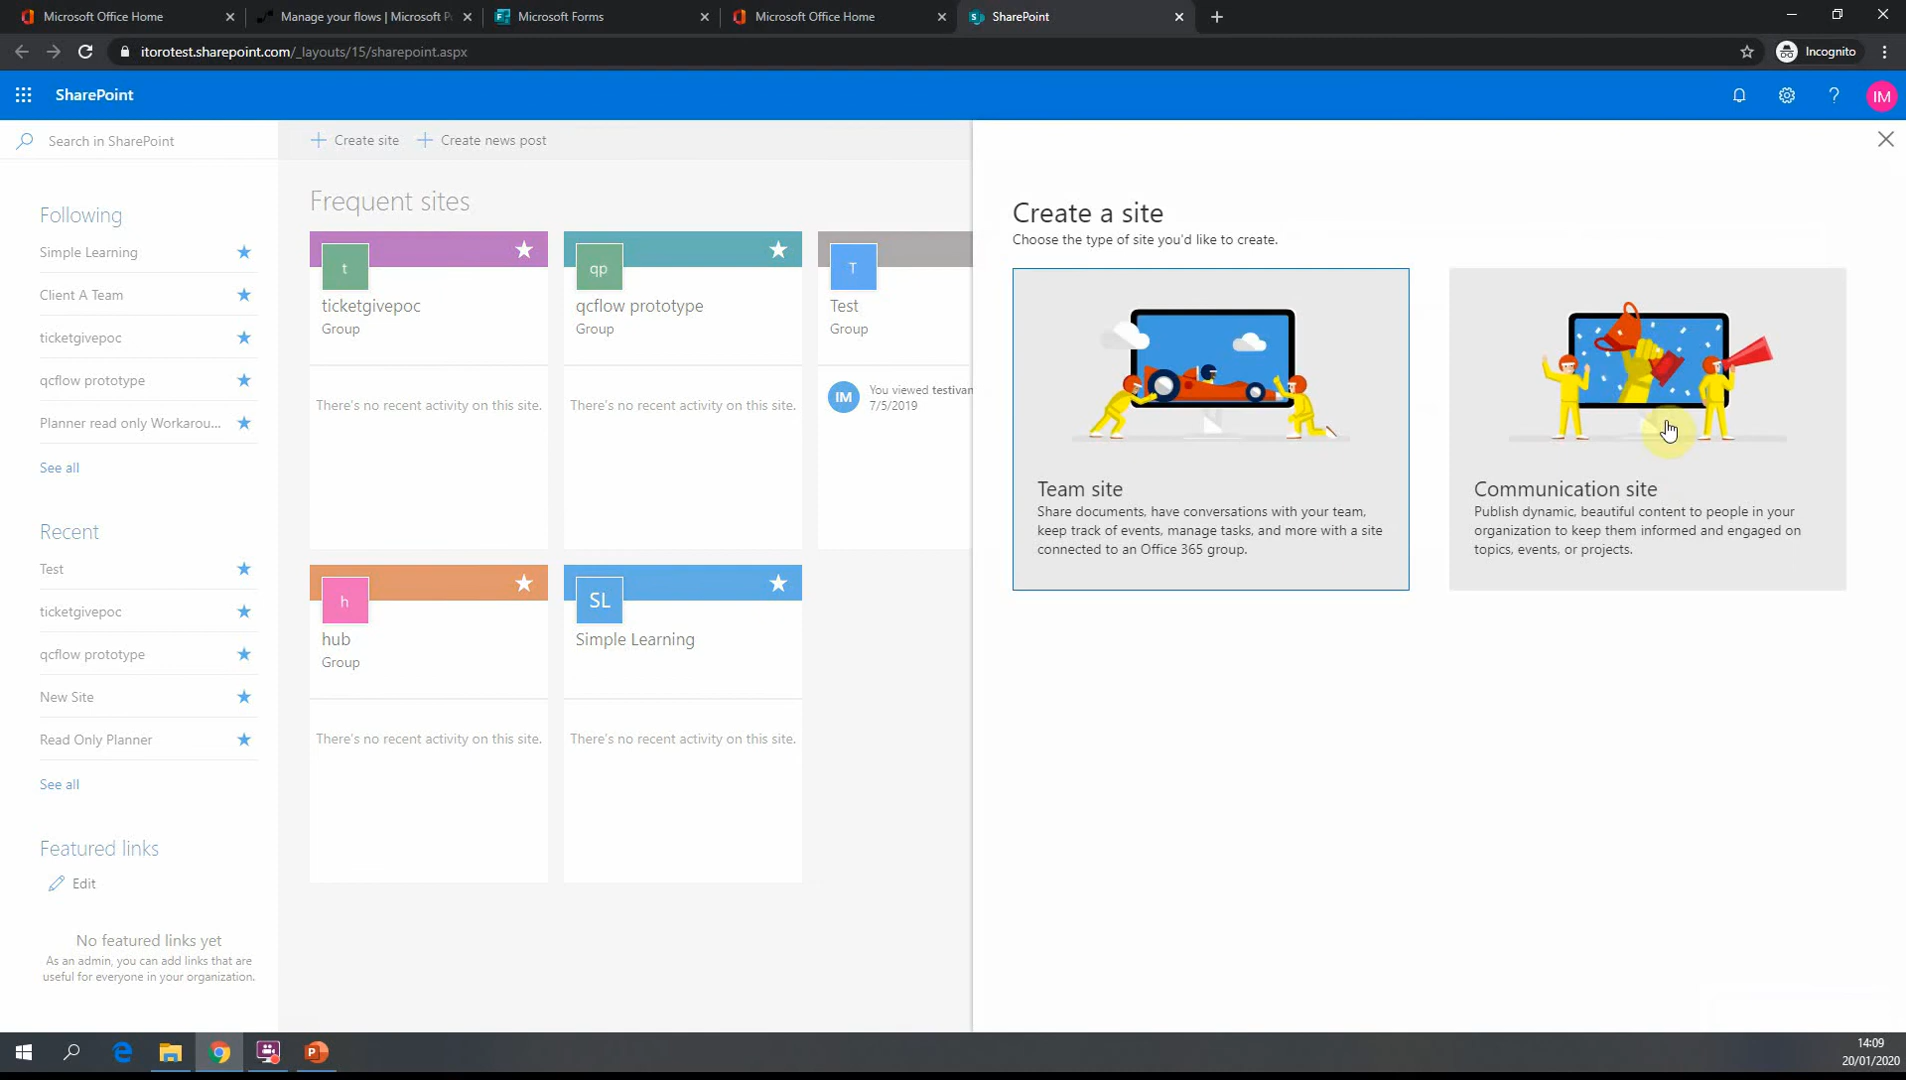 Microsoft Office Home
Manage your flows | Microsoft P
Microsoft Forms
Microsoft Office Home
SharePoint
itorotest.sharepoint.com/_layouts/15/sharepoint.aspx
Incognito
SharePoint
IM
Search in SharePoint
Create site
Create news post
Following
Simple Learning
Client A Team
ticketgivepoc
qcflow prototype
Planner read only Workarou...
See all
Recent
Test
ticketgivepoc
qcflow prototype
New Site
Read Only Planner
See all
Featured links
Edit
No featured links yet
As an admin, you can add links that are
useful for everyone in your organization.
Frequent sites
t
ticketgivepoc
Group
There's no recent activity on this site.
qp
qcflow prototype
Group
There's no recent activity on this site.
T
Test
Group
IM
You viewed testivan
7/5/2019
h
hub
Group
There's no recent activity on this site.
SL
Simple Learning
There's no recent activity on this site.
Create a site
Choose the type of site you'd like to create.
Team site
Share documents, have conversations with your team,
keep track of events, manage tasks, and more with a site
connected to an Office 365 group.
Communication site
Publish dynamic, beautiful content to people in your
organization to keep them informed and engaged on
topics, events, or projects.
14:09
20/01/2020